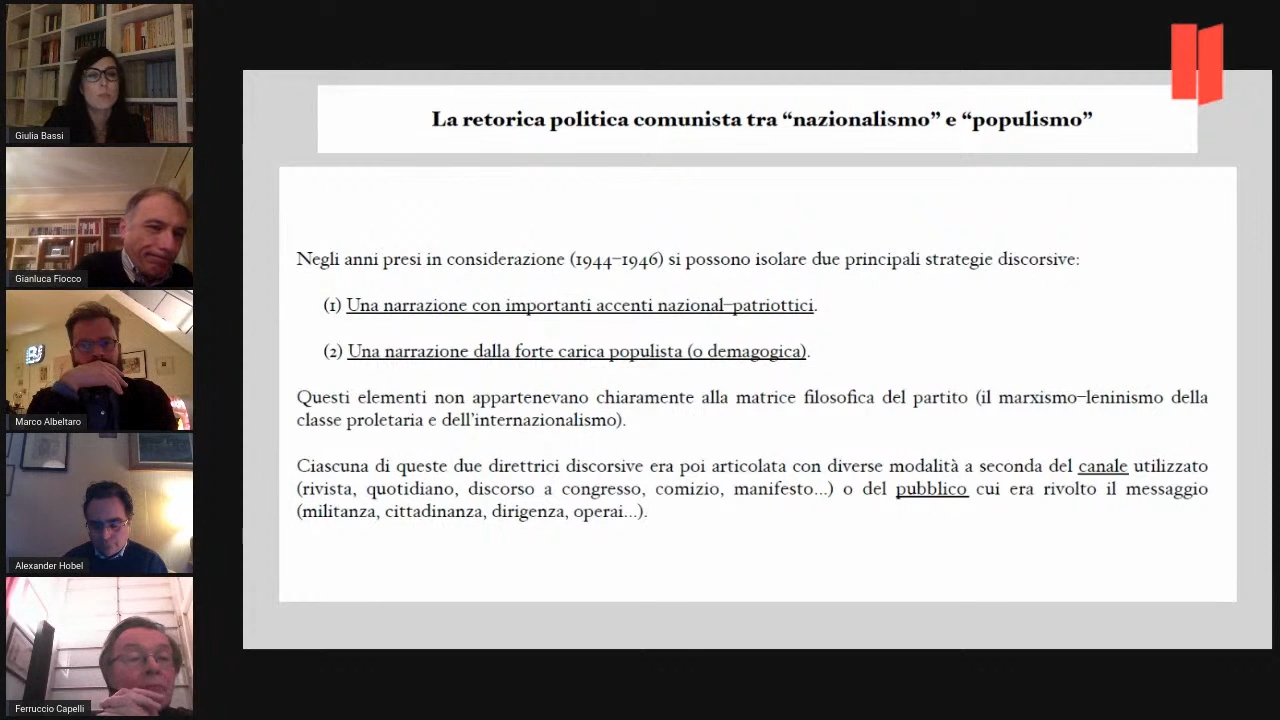 Giulia Bassi
Gianluca Fiocco
Marco Albeltaro
Alexander Hobel
Ferruccio Capelli
La retorica politica comunista tra “nazionalismo” e “populismo”
Negli anni presi in considerazione (1944–1946) si possono isolare due principali strategie discorsive:
(1) Una narrazione con importanti accenti nazional–patriottici.
(2) Una narrazione dalla forte carica populista (o demagogica).
Questi elementi non appartenevano chiaramente alla matrice filosofica del partito (il marxismo–leninismo della
classe proletaria e dell’internazionalismo).
Ciascuna di queste due direttrici discorsive era poi articolata con diverse modalità a seconda del canale utilizzato
(rivista, quotidiano, discorso a congresso, comizio, manifesto...) o del pubblico cui era rivolto il messaggio
(militanza, cittadinanza, dirigenza, operai...).